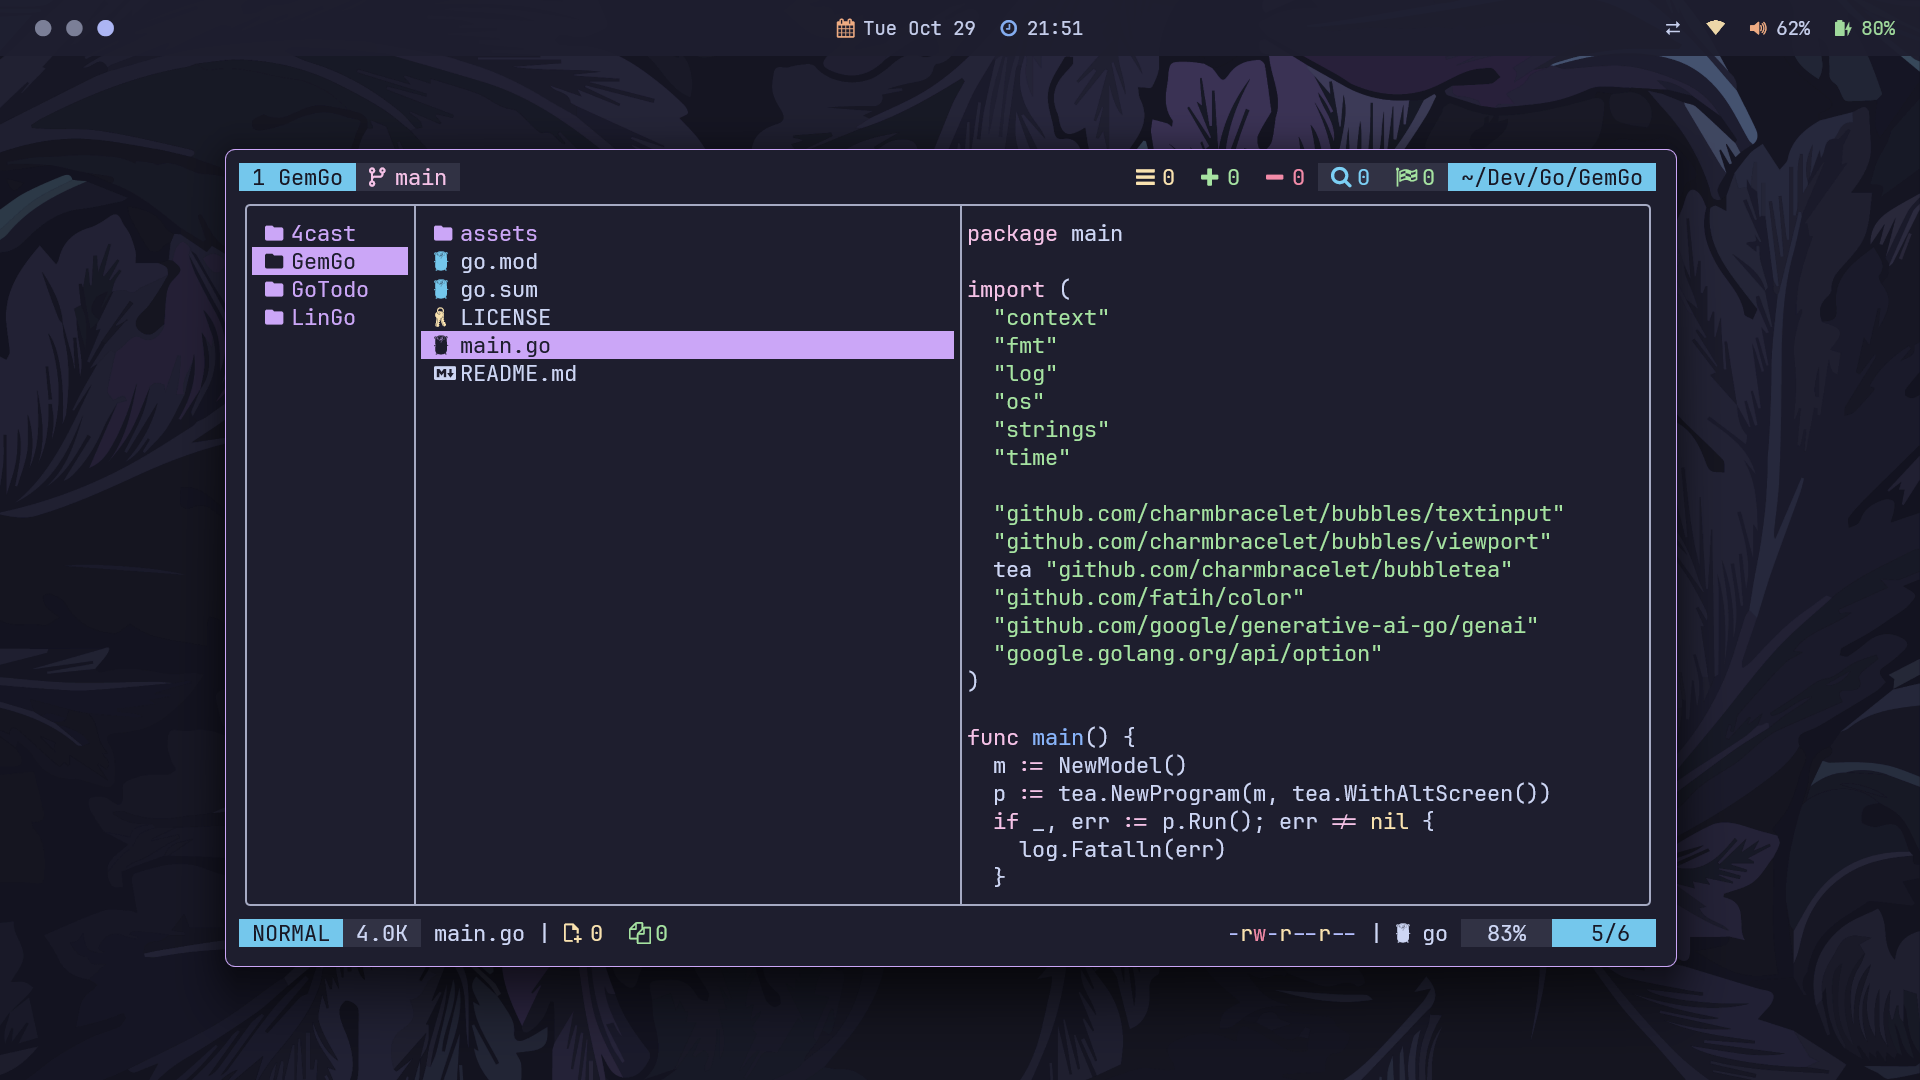 Tue Oct 29 21:51 62% 80%
1 GemGo main 0 0 0 0 0 ~/Dev/Go/GemGo
4cast
GemGo
GoTodo
LinGo
assets
go.mod
go.sum
LICENSE
main.go
README.md
package main
import (
"context"
"fmt"
"log"
"os"
"strings"
"time"
"github.com/charmbracelet/bubbles/textinput"
"github.com/charmbracelet/bubbles/viewport"
tea "github.com/charmbracelet/bubbletea"
"github.com/fatih/color"
"github.com/google/generative-ai-go/genai"
"google.golang.org/api/option"
)
func main() {
m := NewModel()
p := tea.NewProgram(m, tea.WithAltScreen())
if _, err := p.Run(); err != nil {
log.Fatalln(err)
}
NORMAL 4.0K main.go | 0 0 -rw-r--r-- | go 83% 5/6